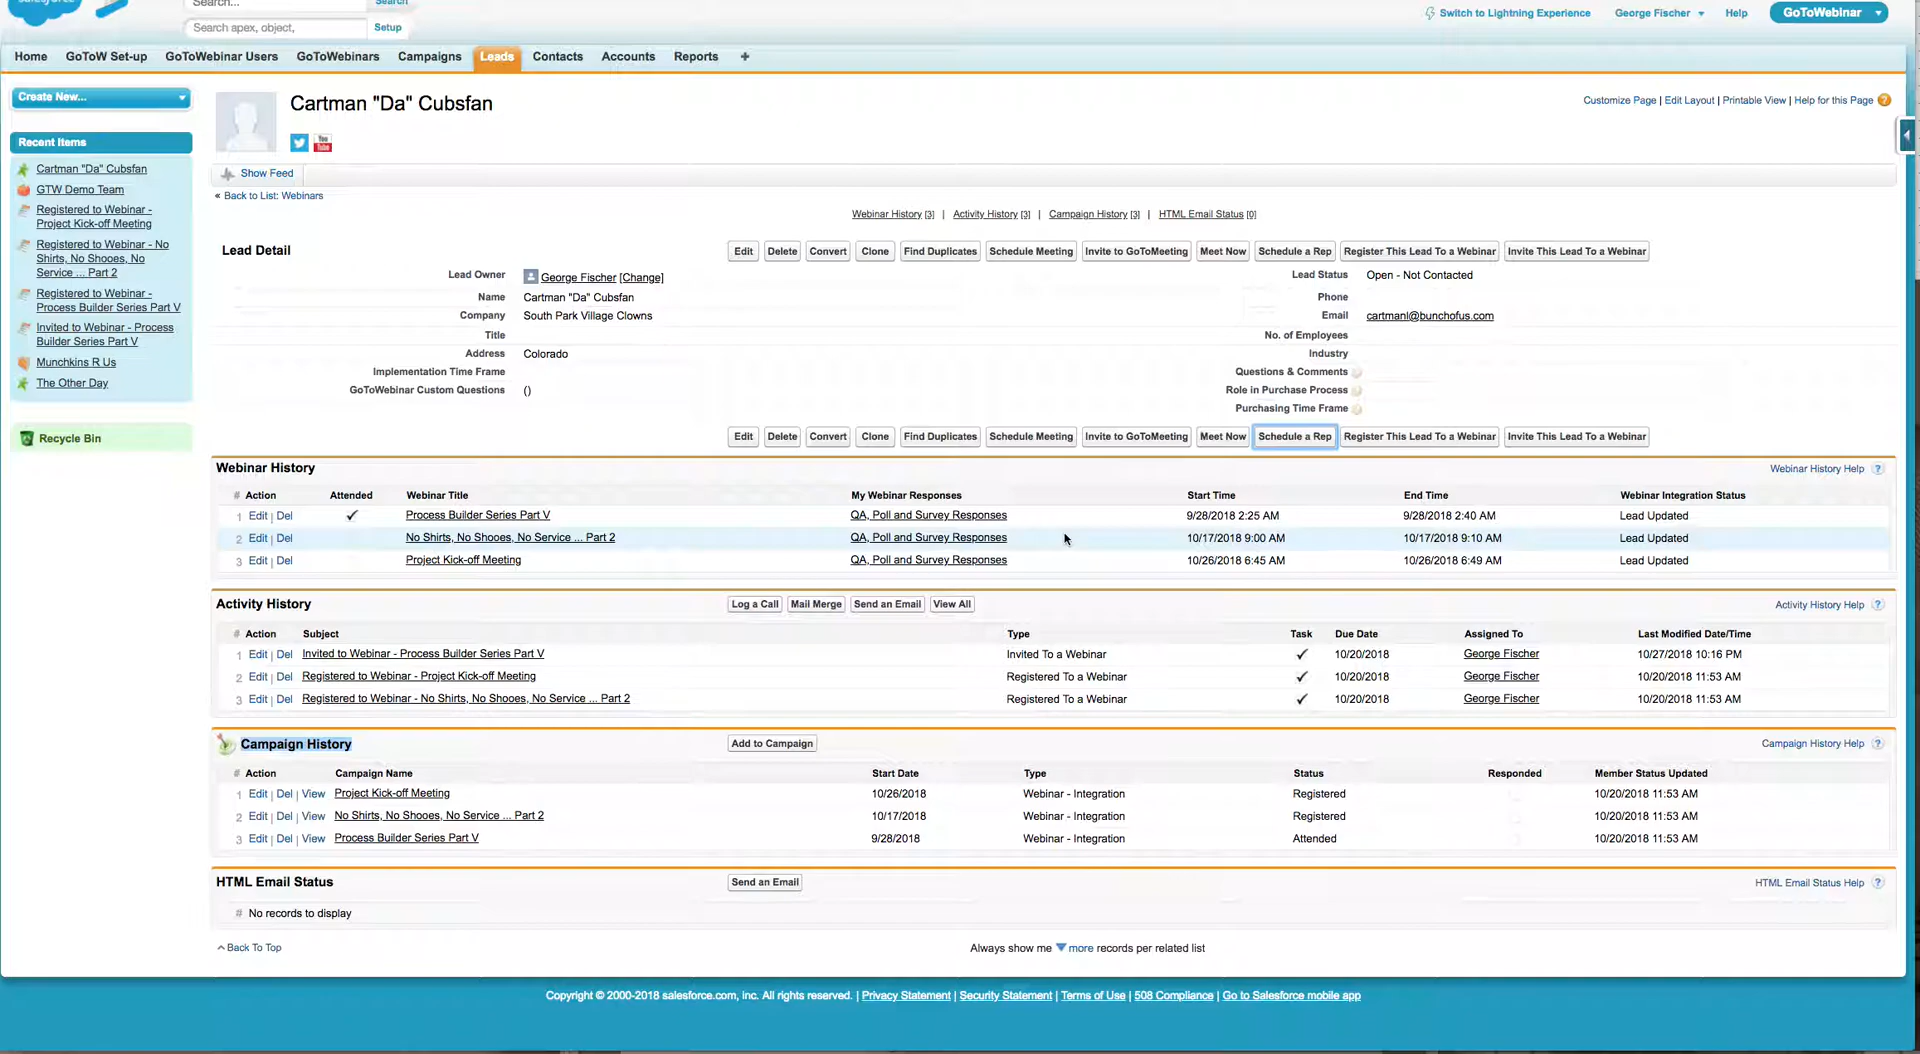 salesforce
Search...
Search
Search apex, object,
Setup
Switch to Lightning Experience
George Fischer
Help
GoToWebinar
Home
GoToW Set-up
GoToWebinar Users
GoToWebinars
Campaigns
Leads
Contacts
Accounts
Reports
+
Create New...
Recent Items
Cartman "Da" Cubsfan
GTW Demo Team
Registered to Webinar -
Project Kick-off Meeting
Registered to Webinar - No
Shirts, No Shooes, No
Service ... Part 2
Registered to Webinar -
Process Builder Series Part V
Invited to Webinar - Process
Builder Series Part V
Munchkins R Us
The Other Day
Recycle Bin
Cartman "Da" Cubsfan
You
Tube
Customize Page | Edit Layout | Printable View | Help for this Page ?
Show Feed
« Back to List: Webinars
Webinar History [3] | Activity History [3] | Campaign History [3] | HTML Email Status [0]
Lead Detail
Edit Delete Convert Clone Find Duplicates Schedule Meeting Invite to GoToMeeting Meet Now Schedule a Rep Register This Lead To a Webinar Invite This Lead To a Webinar
Lead Owner George Fischer [Change] Lead Status Open - Not Contacted
Name Cartman "Da" Cubsfan Phone
Company South Park Village Clowns Email cartmanl@bunchofus.com
Title No. of Employees
Address Colorado Industry
Implementation Time Frame Questions & Comments
GoToWebinar Custom Questions () Role in Purchase Process
Purchasing Time Frame
Edit Delete Convert Clone Find Duplicates Schedule Meeting Invite to GoToMeeting Meet Now Schedule a Rep Register This Lead To a Webinar Invite This Lead To a Webinar
Webinar History Webinar History Help ?
# Action Attended Webinar Title My Webinar Responses Start Time End Time Webinar Integration Status
1 Edit | Del ✓ Process Builder Series Part V QA, Poll and Survey Responses 9/28/2018 2:25 AM 9/28/2018 2:40 AM Lead Updated
2 Edit | Del No Shirts, No Shooes, No Service ... Part 2 QA, Poll and Survey Responses 10/17/2018 9:00 AM 10/17/2018 9:10 AM Lead Updated
3 Edit | Del Project Kick-off Meeting QA, Poll and Survey Responses 10/26/2018 6:45 AM 10/26/2018 6:49 AM Lead Updated
Activity History Log a Call Mail Merge Send an Email View All Activity History Help ?
# Action Subject Type Task Due Date Assigned To Last Modified Date/Time
1 Edit | Del Invited to Webinar - Process Builder Series Part V Invited To a Webinar ✓ 10/20/2018 George Fischer 10/27/2018 10:16 PM
2 Edit | Del Registered to Webinar - Project Kick-off Meeting Registered To a Webinar ✓ 10/20/2018 George Fischer 10/20/2018 11:53 AM
3 Edit | Del Registered to Webinar - No Shirts, No Shooes, No Service ... Part 2 Registered To a Webinar ✓ 10/20/2018 George Fischer 10/20/2018 11:53 AM
Campaign History Add to Campaign Campaign History Help ?
# Action Campaign Name Start Date Type Status Responded Member Status Updated
1 Edit | Del | View Project Kick-off Meeting 10/26/2018 Webinar - Integration Registered 10/20/2018 11:53 AM
2 Edit | Del | View No Shirts, No Shooes, No Service ... Part 2 10/17/2018 Webinar - Integration Registered 10/20/2018 11:53 AM
3 Edit | Del | View Process Builder Series Part V 9/28/2018 Webinar - Integration Attended 10/20/2018 11:53 AM
HTML Email Status Send an Email HTML Email Status Help ?
# No records to display
^ Back To Top Always show me ▼ more records per related list
Copyright © 2000-2018 salesforce.com, inc. All rights reserved. | Privacy Statement | Security Statement | Terms of Use | 508 Compliance | Go to Salesforce mobile app